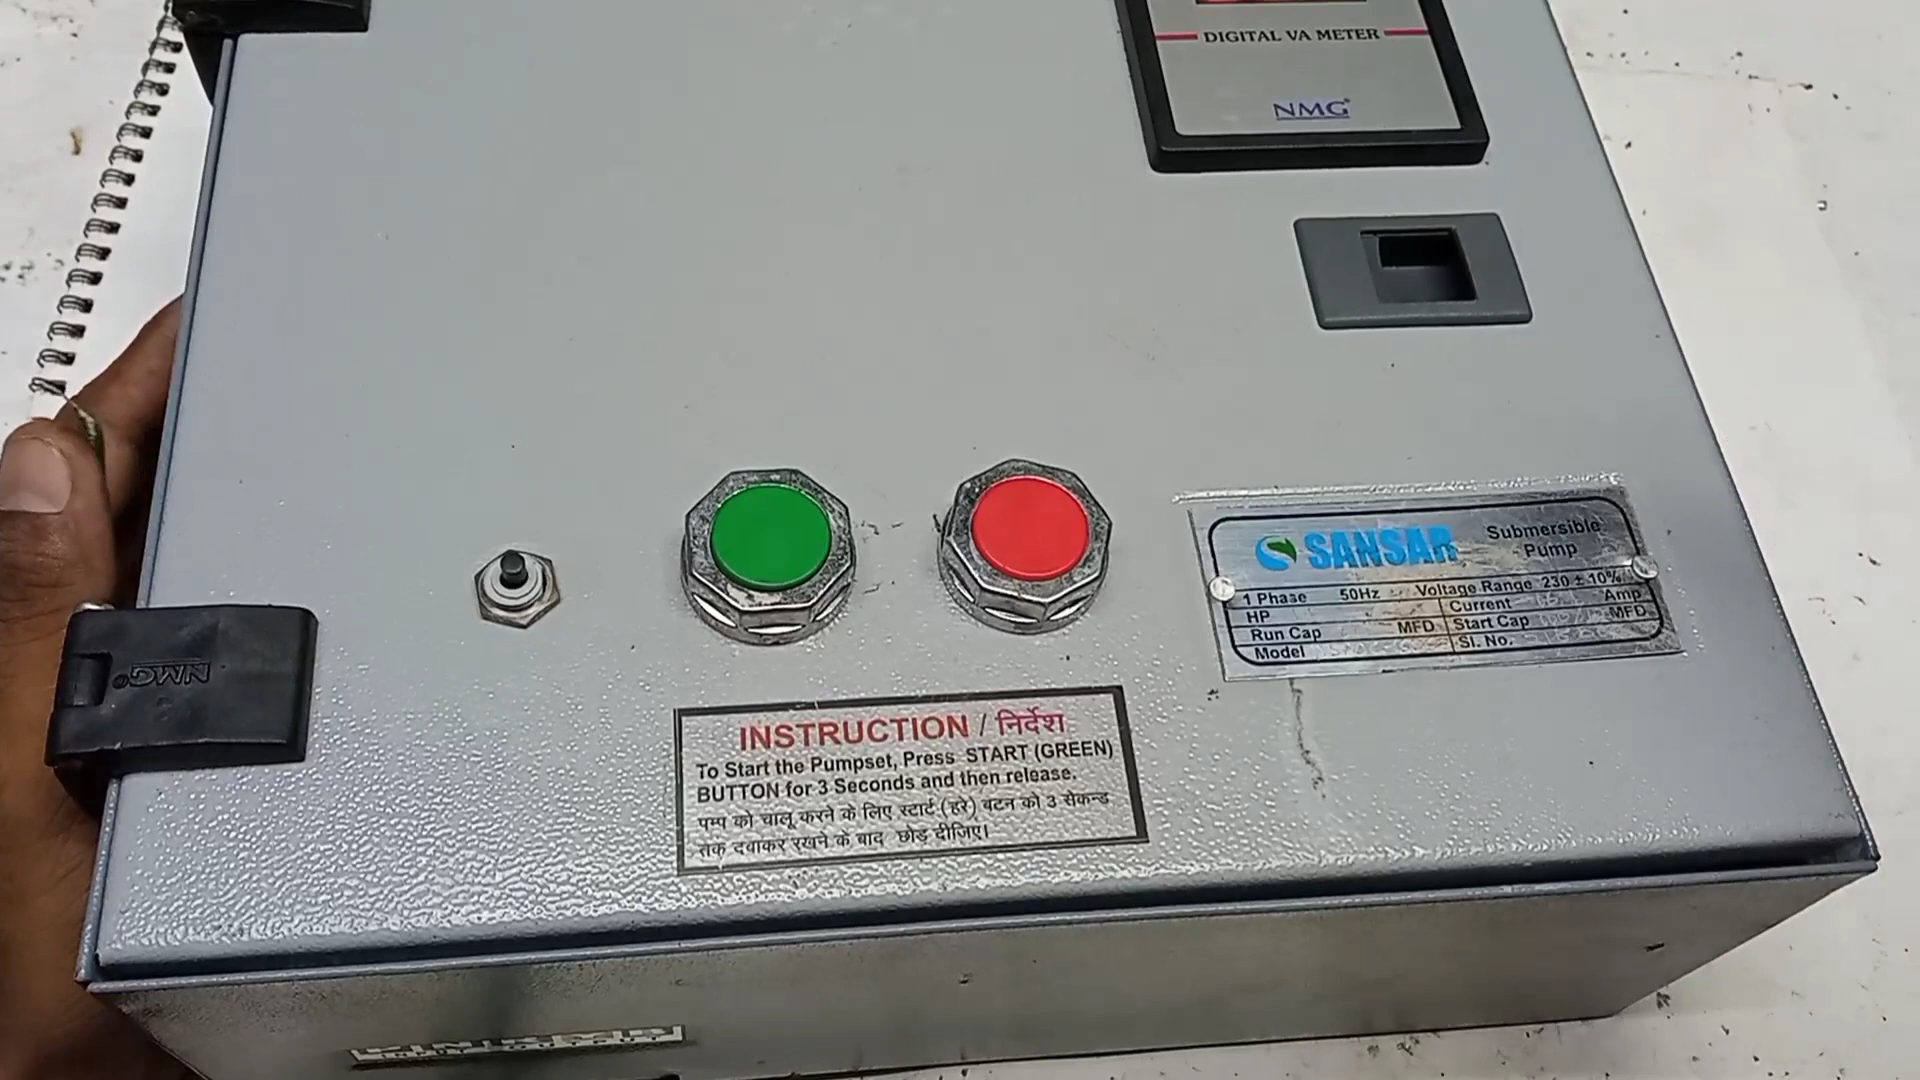 DIGITAL VA METER
NMG
SANSAR
Submersible
Pump
1 Phase 50Hz Voltage Range 230 ± 10%
HP Current Amp
Run Cap MFD Start Cap MFD
Model Sl. No.
NMG
INSTRUCTION / निर्देश
To Start the Pumpset, Press START (GREEN)
BUTTON for 3 Seconds and then release.
पम्प को चालू करने के लिए स्टार्ट (हरे) बटन को 3 सेकन्ड
तक दबाकर रखने के बाद छोड़ दीजिए।